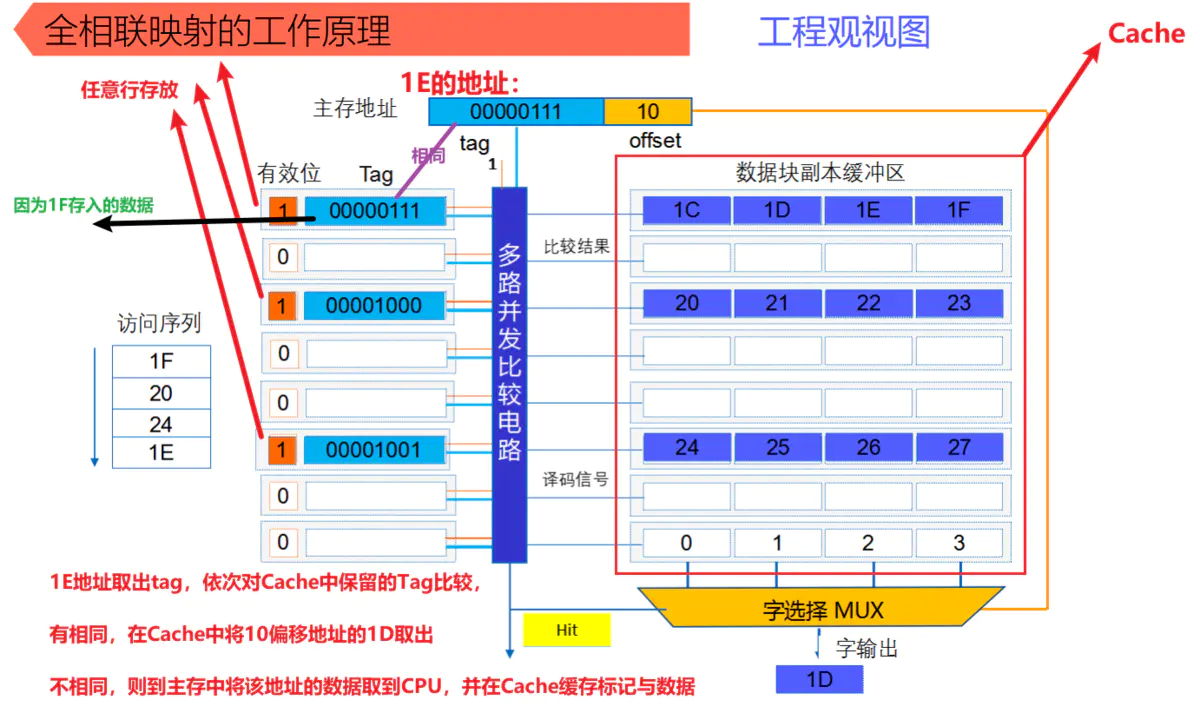 全相联映射的工作原理
工程观视图
Cache
任意行存放
1E的地址：
主存地址
00000111
10
tag
offset
相同
1
有效位
Tag
数据块副本缓冲区
因为1F存入的数据
1
00000111
1C
1D
1E
1F
0
比较结果
1
00001000
20
21
22
23
多路并发比较电路
访问序列
1F
20
24
1E
0
0
1
00001001
24
25
26
27
0
译码信号
0
0
1
2
3
1E地址取出tag，依次对Cache中保留的Tag比较，
有相同，在Cache中将10偏移地址的1D取出
不相同，则到主存中将该地址的数据取到CPU，并在Cache缓存标记与数据
Hit
字选择 MUX
字输出
1D